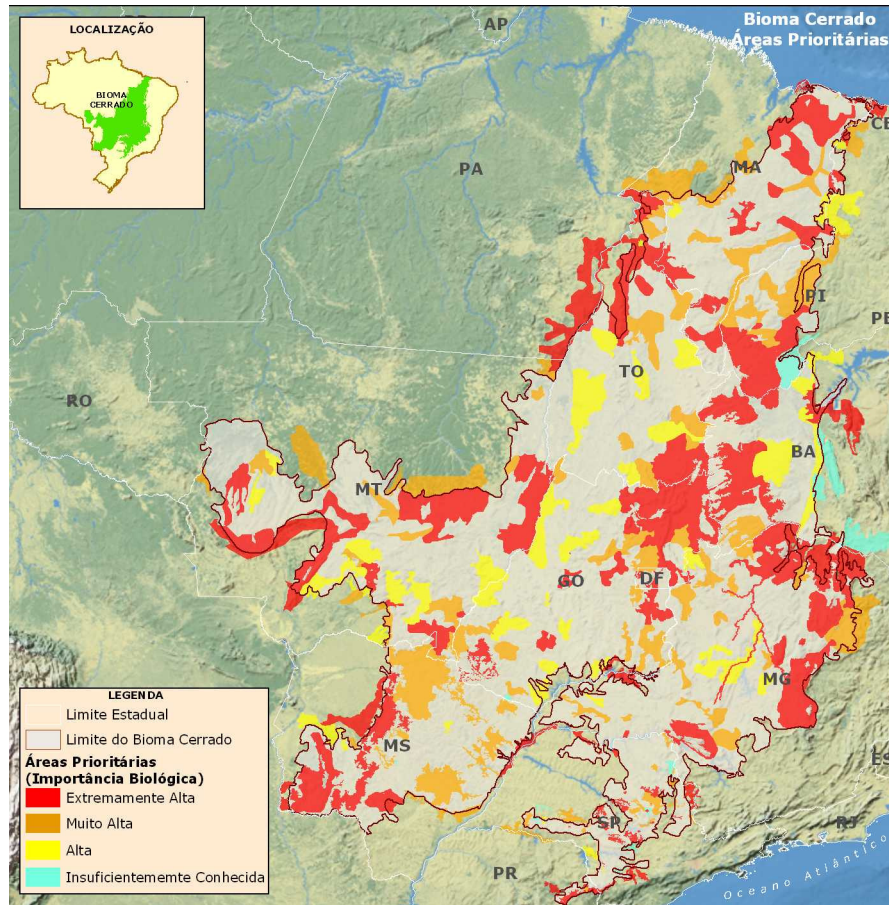 LOCALIZAÇÃO
BIOMA
CERRADO
Bioma Cerrado
Áreas Prioritárias
AP
CE
MA
PA
PI
PE
TO
RO
BA
MT
GO
DF
MG
MS
ES
SP
RJ
PR
Oceano Atlântico
LEGENDA
Limite Estadual
Limite do Bioma Cerrado
Áreas Prioritárias
(Importância Biológica)
Extremamente Alta
Muito Alta
Alta
Insuficientememte Conhecida